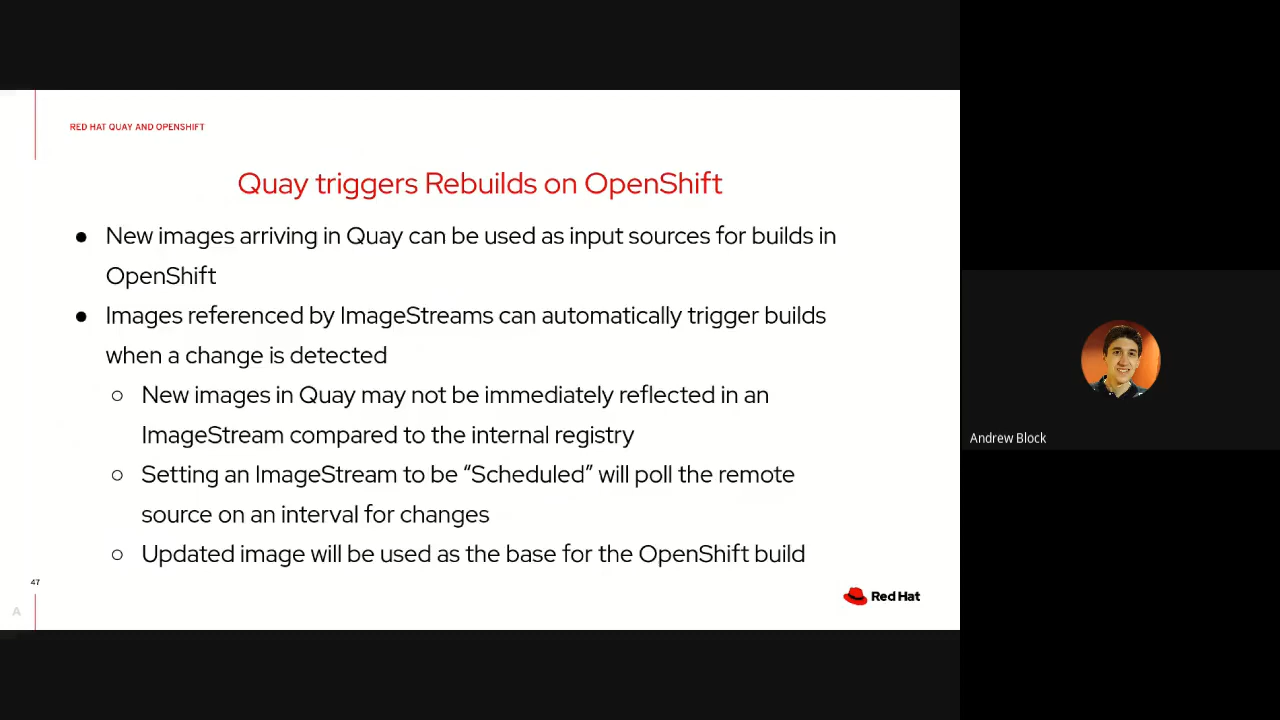 RED HAT QUAY AND OPENSHIFT
Quay triggers Rebuilds on OpenShift
● New images arriving in Quay can be used as input sources for builds in
OpenShift
● Images referenced by ImageStreams can automatically trigger builds
when a change is detected
○ New images in Quay may not be immediately reflected in an
ImageStream compared to the internal registry
○ Setting an ImageStream to be “Scheduled” will poll the remote
source on an interval for changes
○ Updated image will be used as the base for the OpenShift build
47
A
Red Hat
Andrew Block